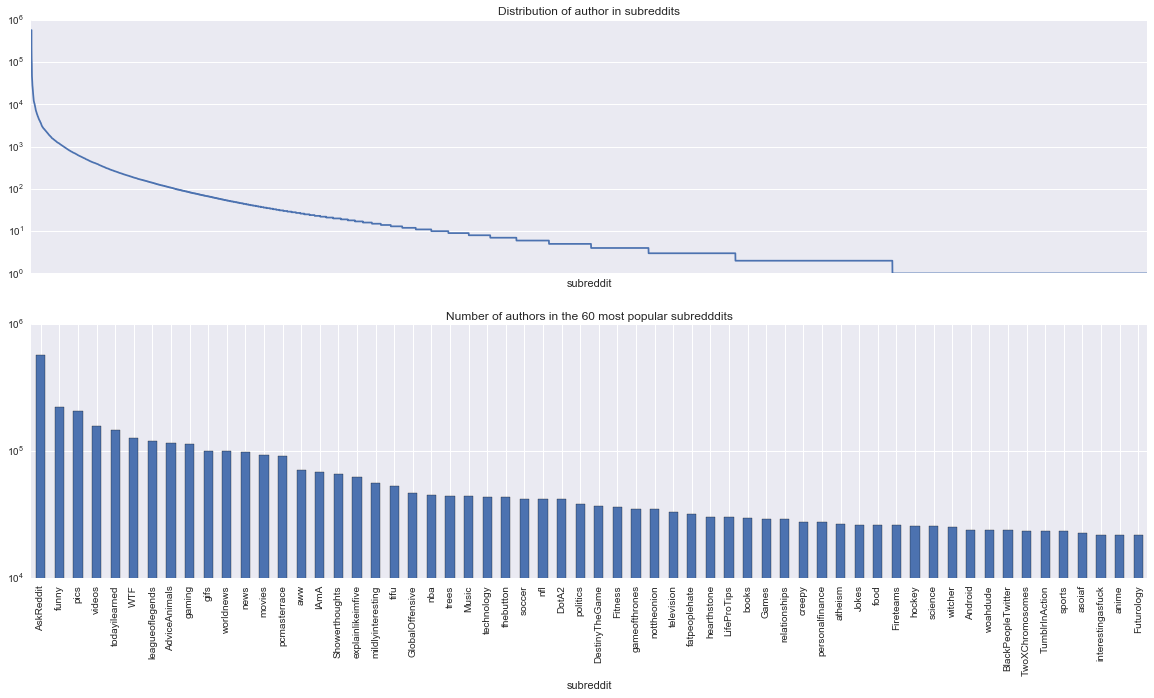 Distribution of author in subreddits
10^6
10^5
10^4
10^3
10^2
10^1
10^0
subreddit
Number of authors in the 60 most popular subredddits
10^6
10^5
10^4
AskReddit
funny
pics
videos
todayilearned
WTF
leagueoflegends
AdviceAnimals
gaming
gifs
worldnews
news
movies
pcmasterrace
aww
IAmA
Showerthoughts
explainlikeimfive
mildlyinteresting
tifu
GlobalOffensive
nba
trees
Music
technology
thebutton
soccer
nfl
DotA2
politics
DestinyTheGame
Fitness
gameofthrones
nottheonion
television
fatpeoplehate
hearthstone
LifeProTips
books
Games
relationships
creepy
personalfinance
atheism
Jokes
food
Fireteams
hockey
science
witcher
Android
woahdude
BlackPeopleTwitter
TwoXChromosomes
TumblrInAction
sports
asoiaf
interestingasfuck
anime
Futurology
subreddit